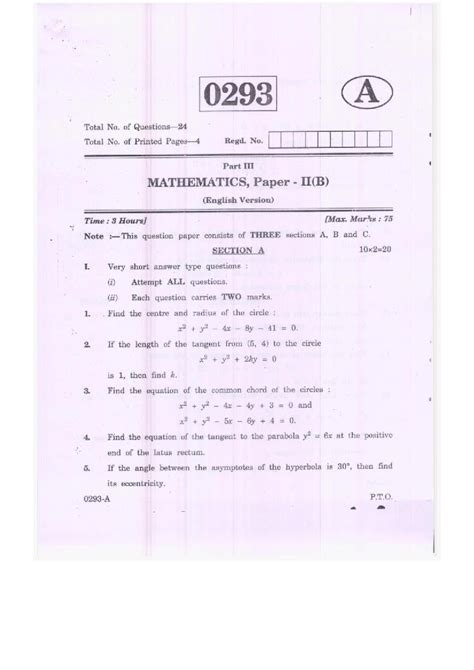 0293
A
Total No. of Questions—24
Total No. of Printed Pages—4 Regd. No.
Part III
MATHEMATICS, Paper - II(B)
(English Version)
Time : 3 Hours] [Max. Marks : 75
Note :—This question paper consists of THREE sections A, B and C.
SECTION A 10×2=20
I. Very short answer type questions :
(i) Attempt ALL questions.
(ii) Each question carries TWO marks.
1. Find the centre and radius of the circle :
x² + y² – 4x – 8y – 41 = 0.
2. If the length of the tangent from (5, 4) to the circle
x² + y² + 2ky = 0
is 1, then find k.
3. Find the equation of the common chord of the circles :
x² + y² – 4x – 4y + 3 = 0 and
x² + y² – 5x – 6y + 4 = 0.
4. Find the equation of the tangent to the parabola y² = 6x at the positive
end of the latus rectum.
5. If the angle between the asymptotes of the hyperbola is 30°, then find
its eccentricity.
0293-A P.T.O.